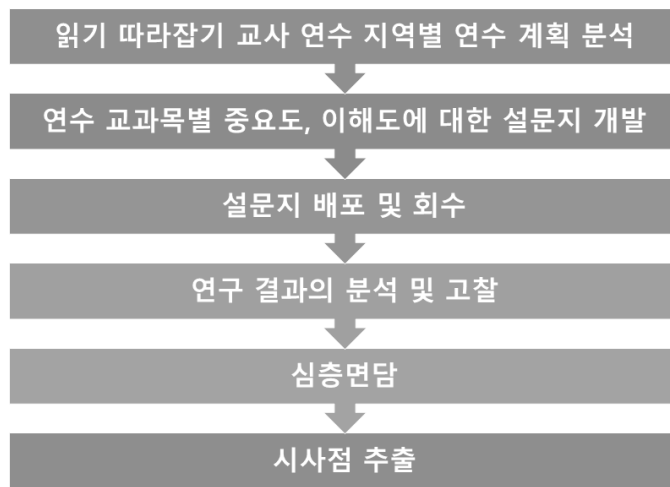 읽기 따라잡기 교사 연수 지역별 연수 계획 분석
연수 교과목별 중요도, 이해도에 대한 설문지 개발
설문지 배포 및 회수
연구 결과의 분석 및 고찰
심층면담
시사점 추출